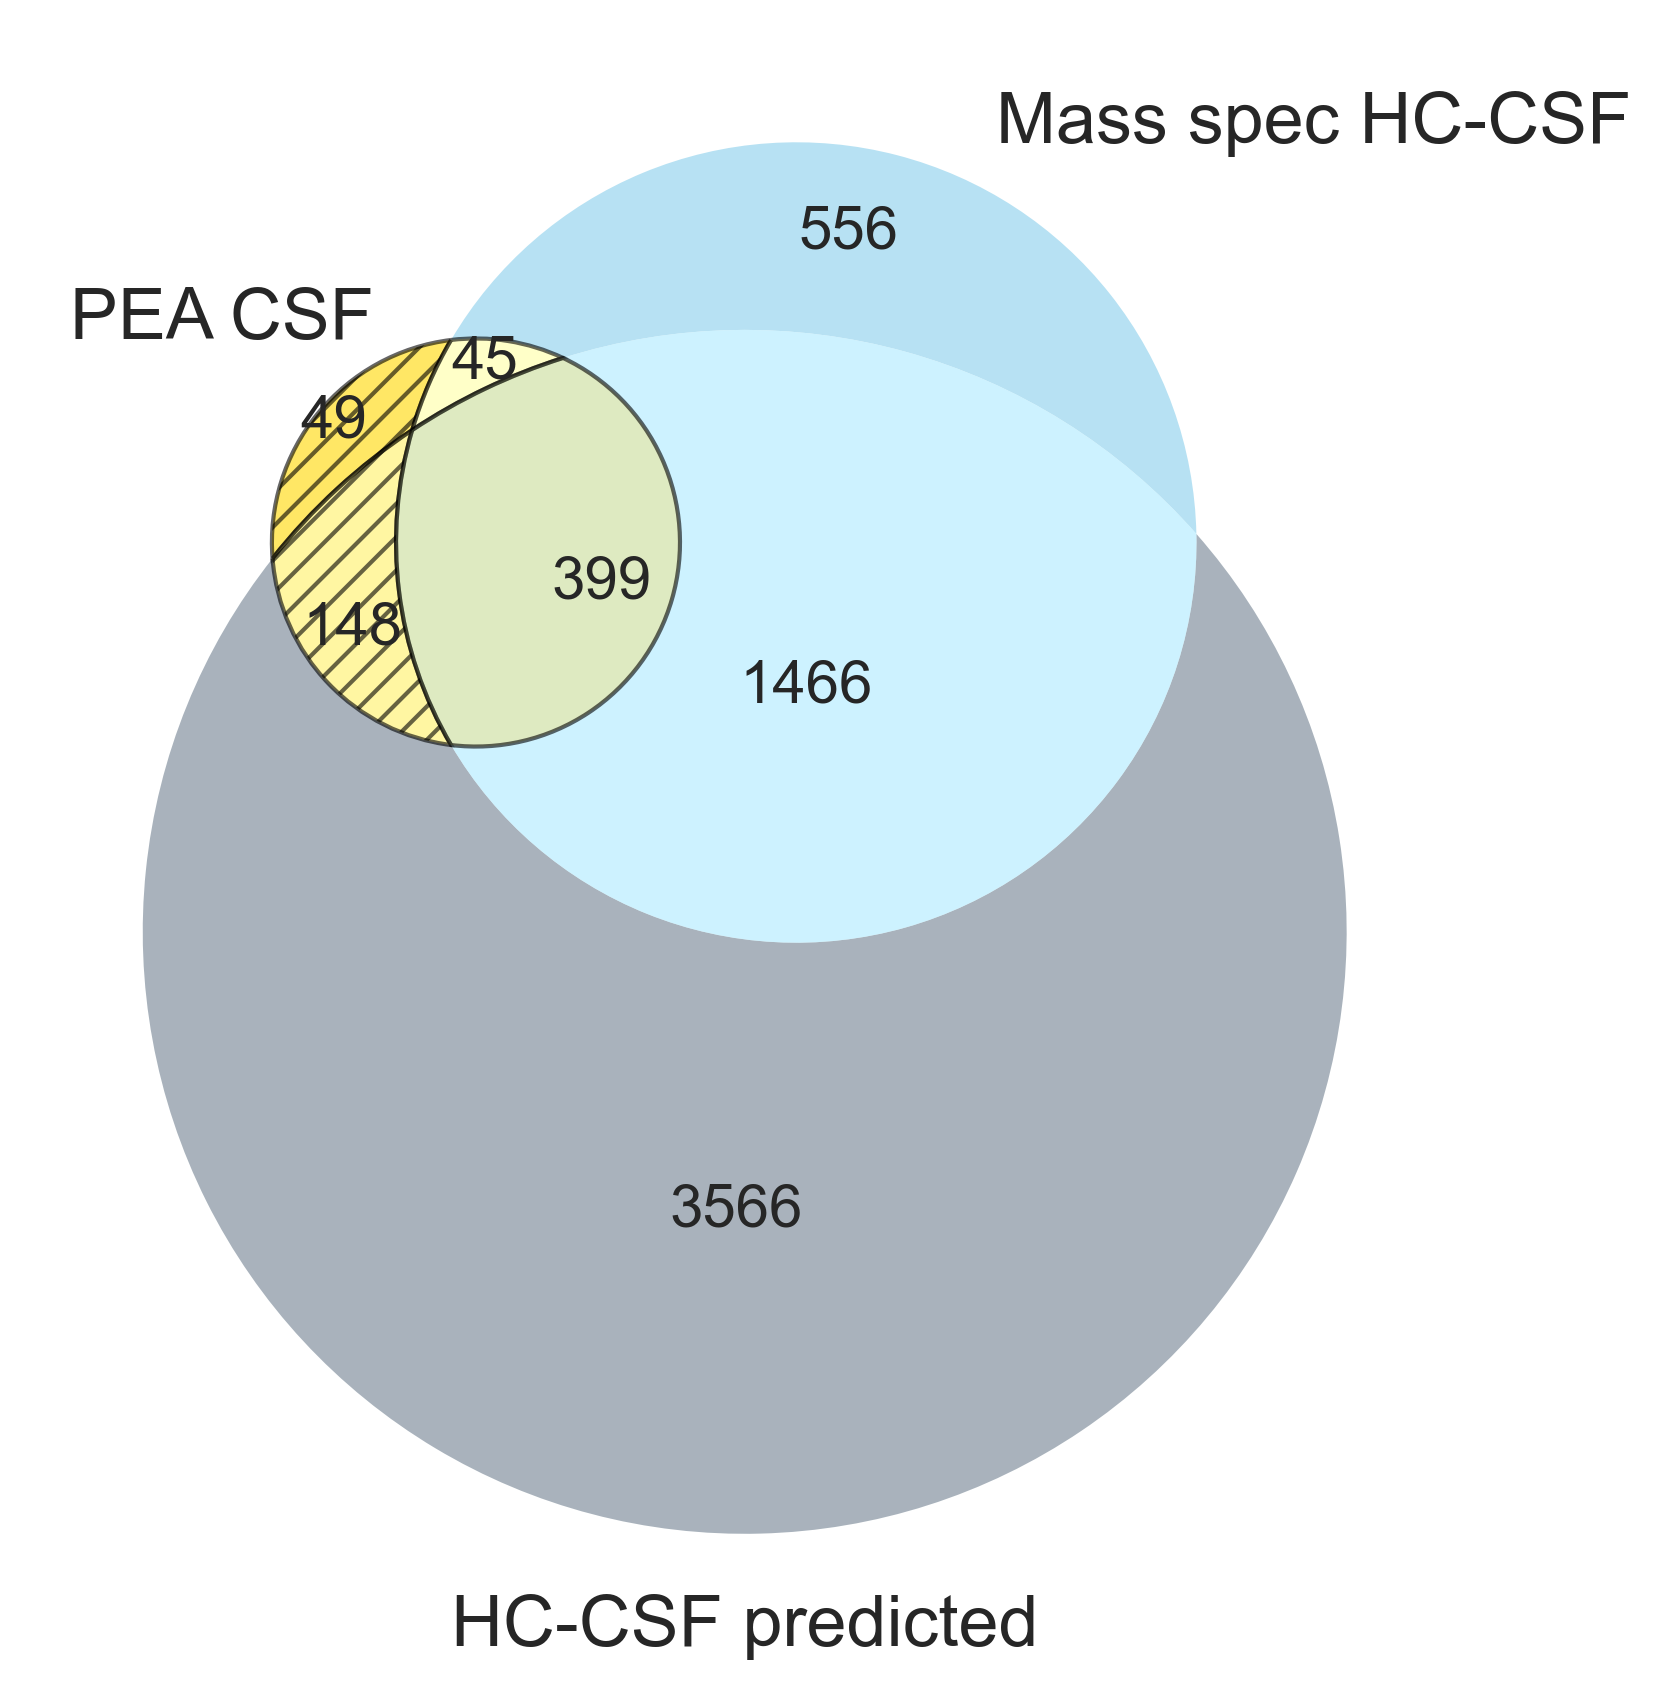 Mass spec HC-CSF
556
PEA CSF
45
49
399
148
1466
3566
HC-CSF predicted